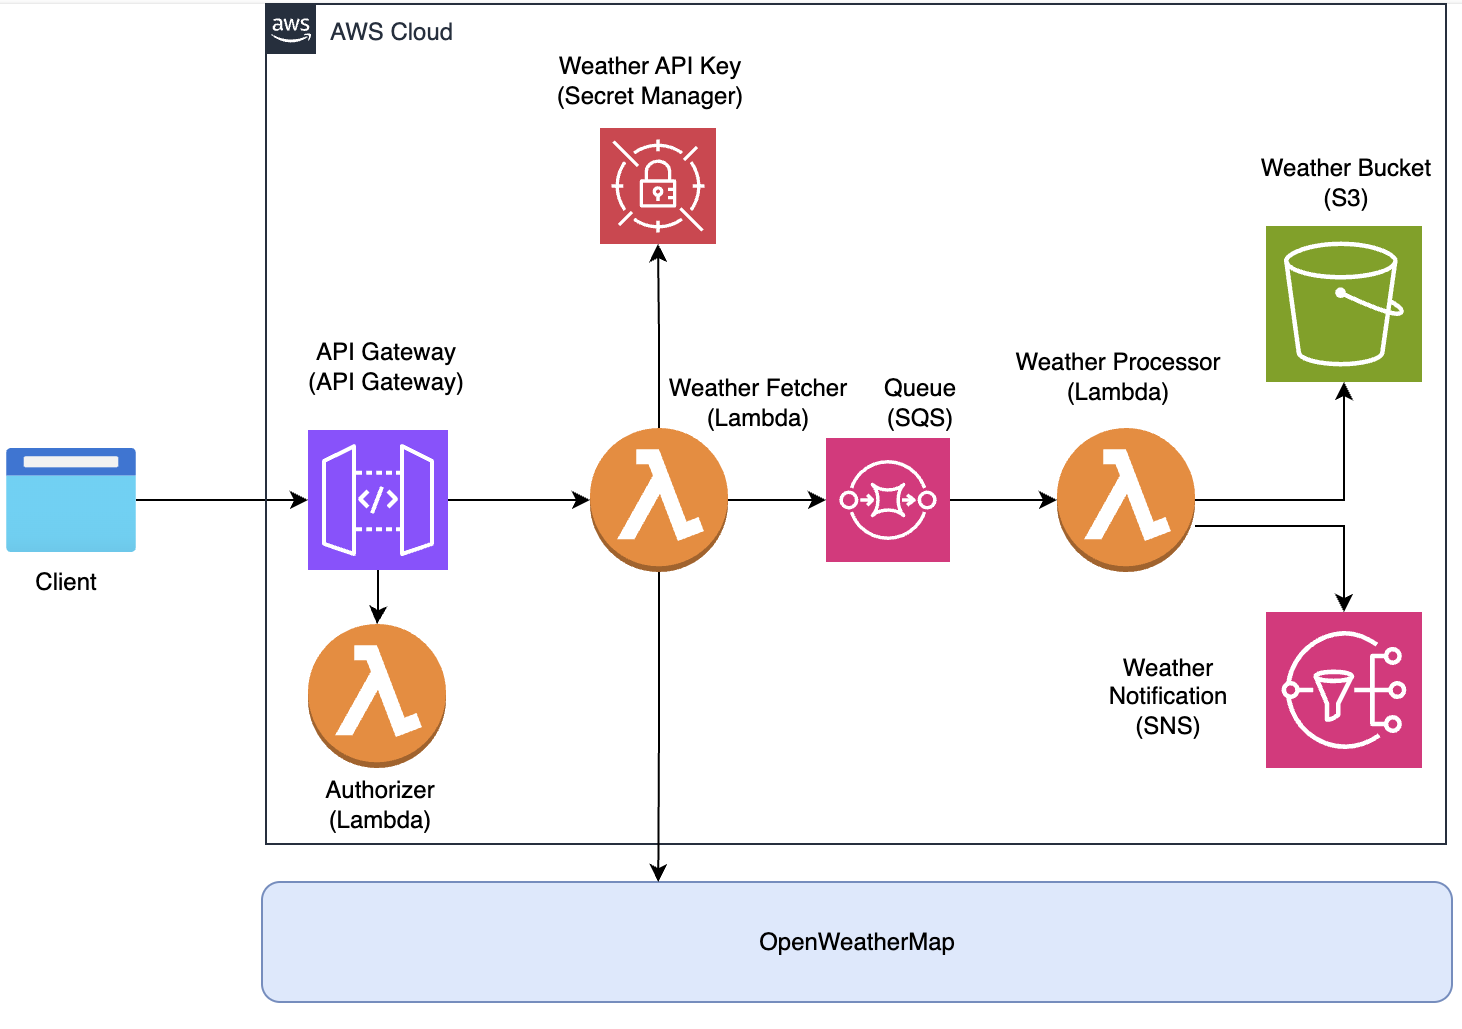 aws
AWS Cloud
Weather API Key
(Secret Manager)
Weather Bucket
(S3)
API Gateway
(API Gateway)
Weather Fetcher
(Lambda)
Queue
(SQS)
Weather Processor
(Lambda)
</>
Client
Authorizer
(Lambda)
Weather
Notification
(SNS)
OpenWeatherMap